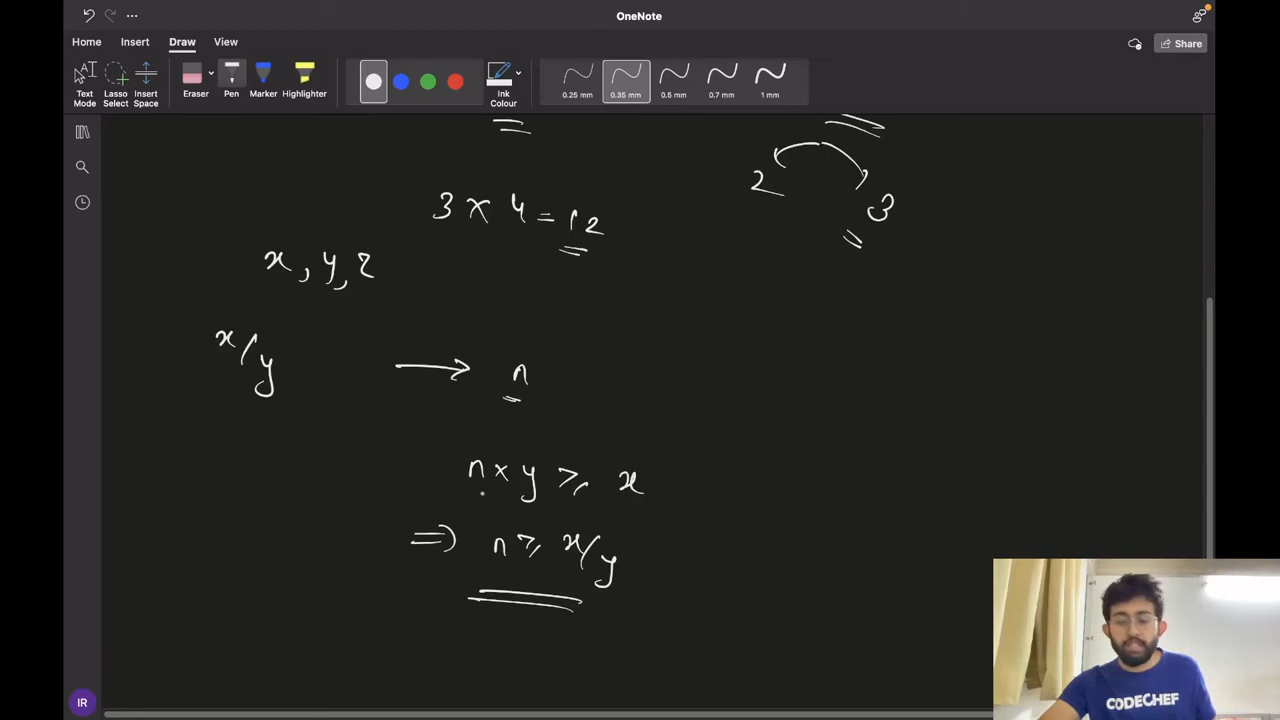 OneNote
Home Insert Draw View
Share
Text Mode
Lasso Select
Insert Space
Eraser
Pen
Marker
Highlighter
Ink Colour
0.25 mm
0.35 mm
0.5 mm
0.7 mm
1 mm
2
3
3 × 4 = 12
x, y, z
x/y → n
n × y ⩾ x
⇒ n ⩾ x/y
IR
CODECHEF